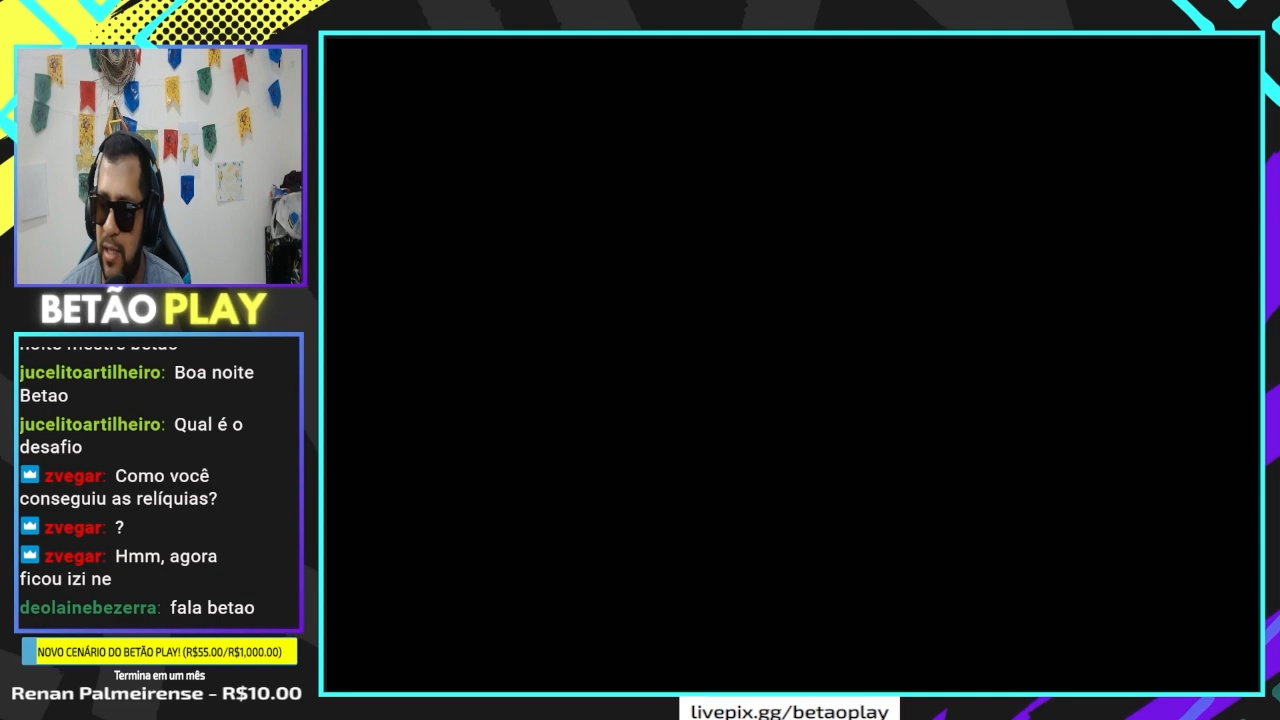 BETÃO PLAY
jucelitoartilheiro: Boa noite
Betao
jucelitoartilheiro: Qual é o
desafio
zvegar: Como você
conseguiu as relíquias?
zvegar: ?
zvegar: Hmm, agora
ficou izi ne
deolainebezerra: fala betao
NOVO CENÁRIO DO BETÃO PLAY! (R$55.00/R$1,000.00)
Termina em um mês
Renan Palmeirense - R$10.00
livepix.gg/betaoplay